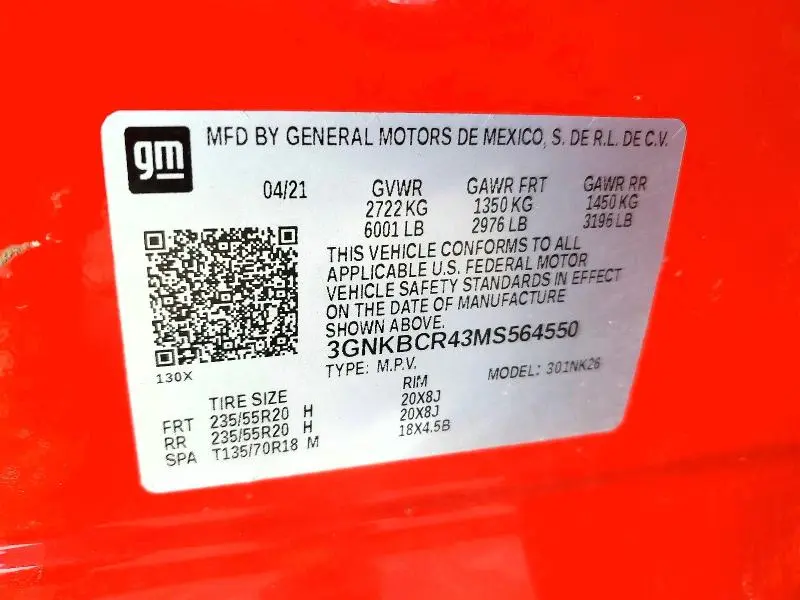 gm MFD BY GENERAL MOTORS DE MEXICO, S. DE R.L. DE C.V.
04/21 GVWR GAWR FRT GAWR RR
2722 KG 1350 KG 1450 KG
6001 LB 2976 LB 3196 LB
THIS VEHICLE CONFORMS TO ALL
APPLICABLE U.S. FEDERAL MOTOR
VEHICLE SAFETY STANDARDS IN EFFECT
ON THE DATE OF MANUFACTURE
SHOWN ABOVE.
3GNKBCR43MS564550
130X TYPE: M.P.V. MODEL: 301NK26
TIRE SIZE RIM
FRT 235/55R20 H 20X8J
RR 235/55R20 H 20X8J
SPA T135/70R18 M 18X4.5B